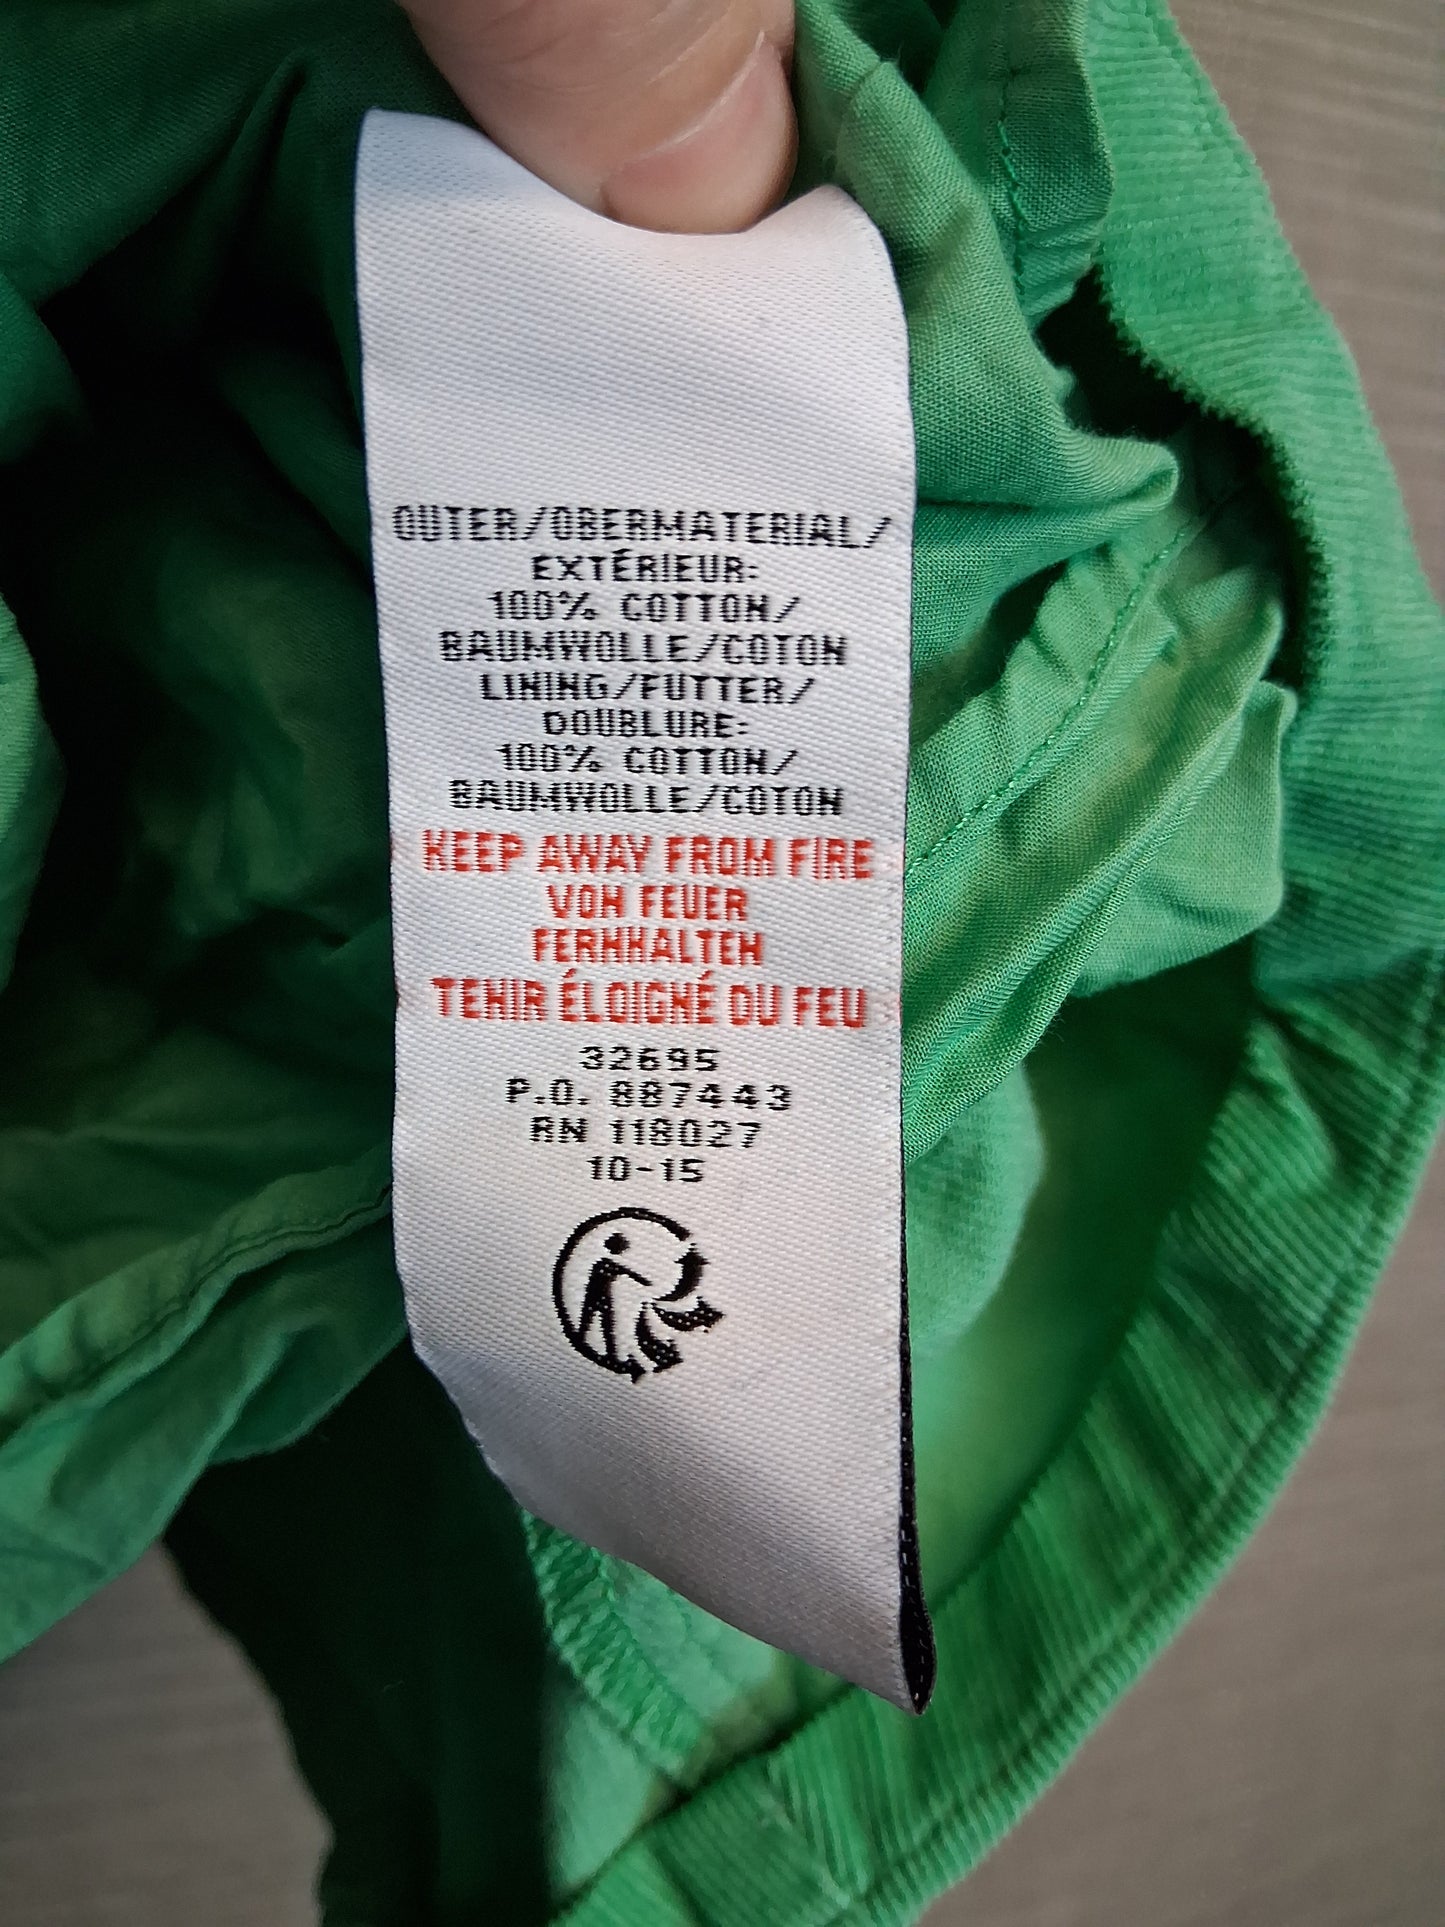 OUTER/OBERMATERIAL/
EXTÉRIEUR:
100% COTTON/
BAUMWOLLE/COTON
LINING/FUTTER/
DOUBLURE:
100% COTTON/
BAUMWOLLE/COTON
KEEP AWAY FROM FIRE
VON FEUER
FERNHALTEN
TENIR ÉLOIGNÉ DU FEU
32695
P.O. 887443
RN 118027
10-15